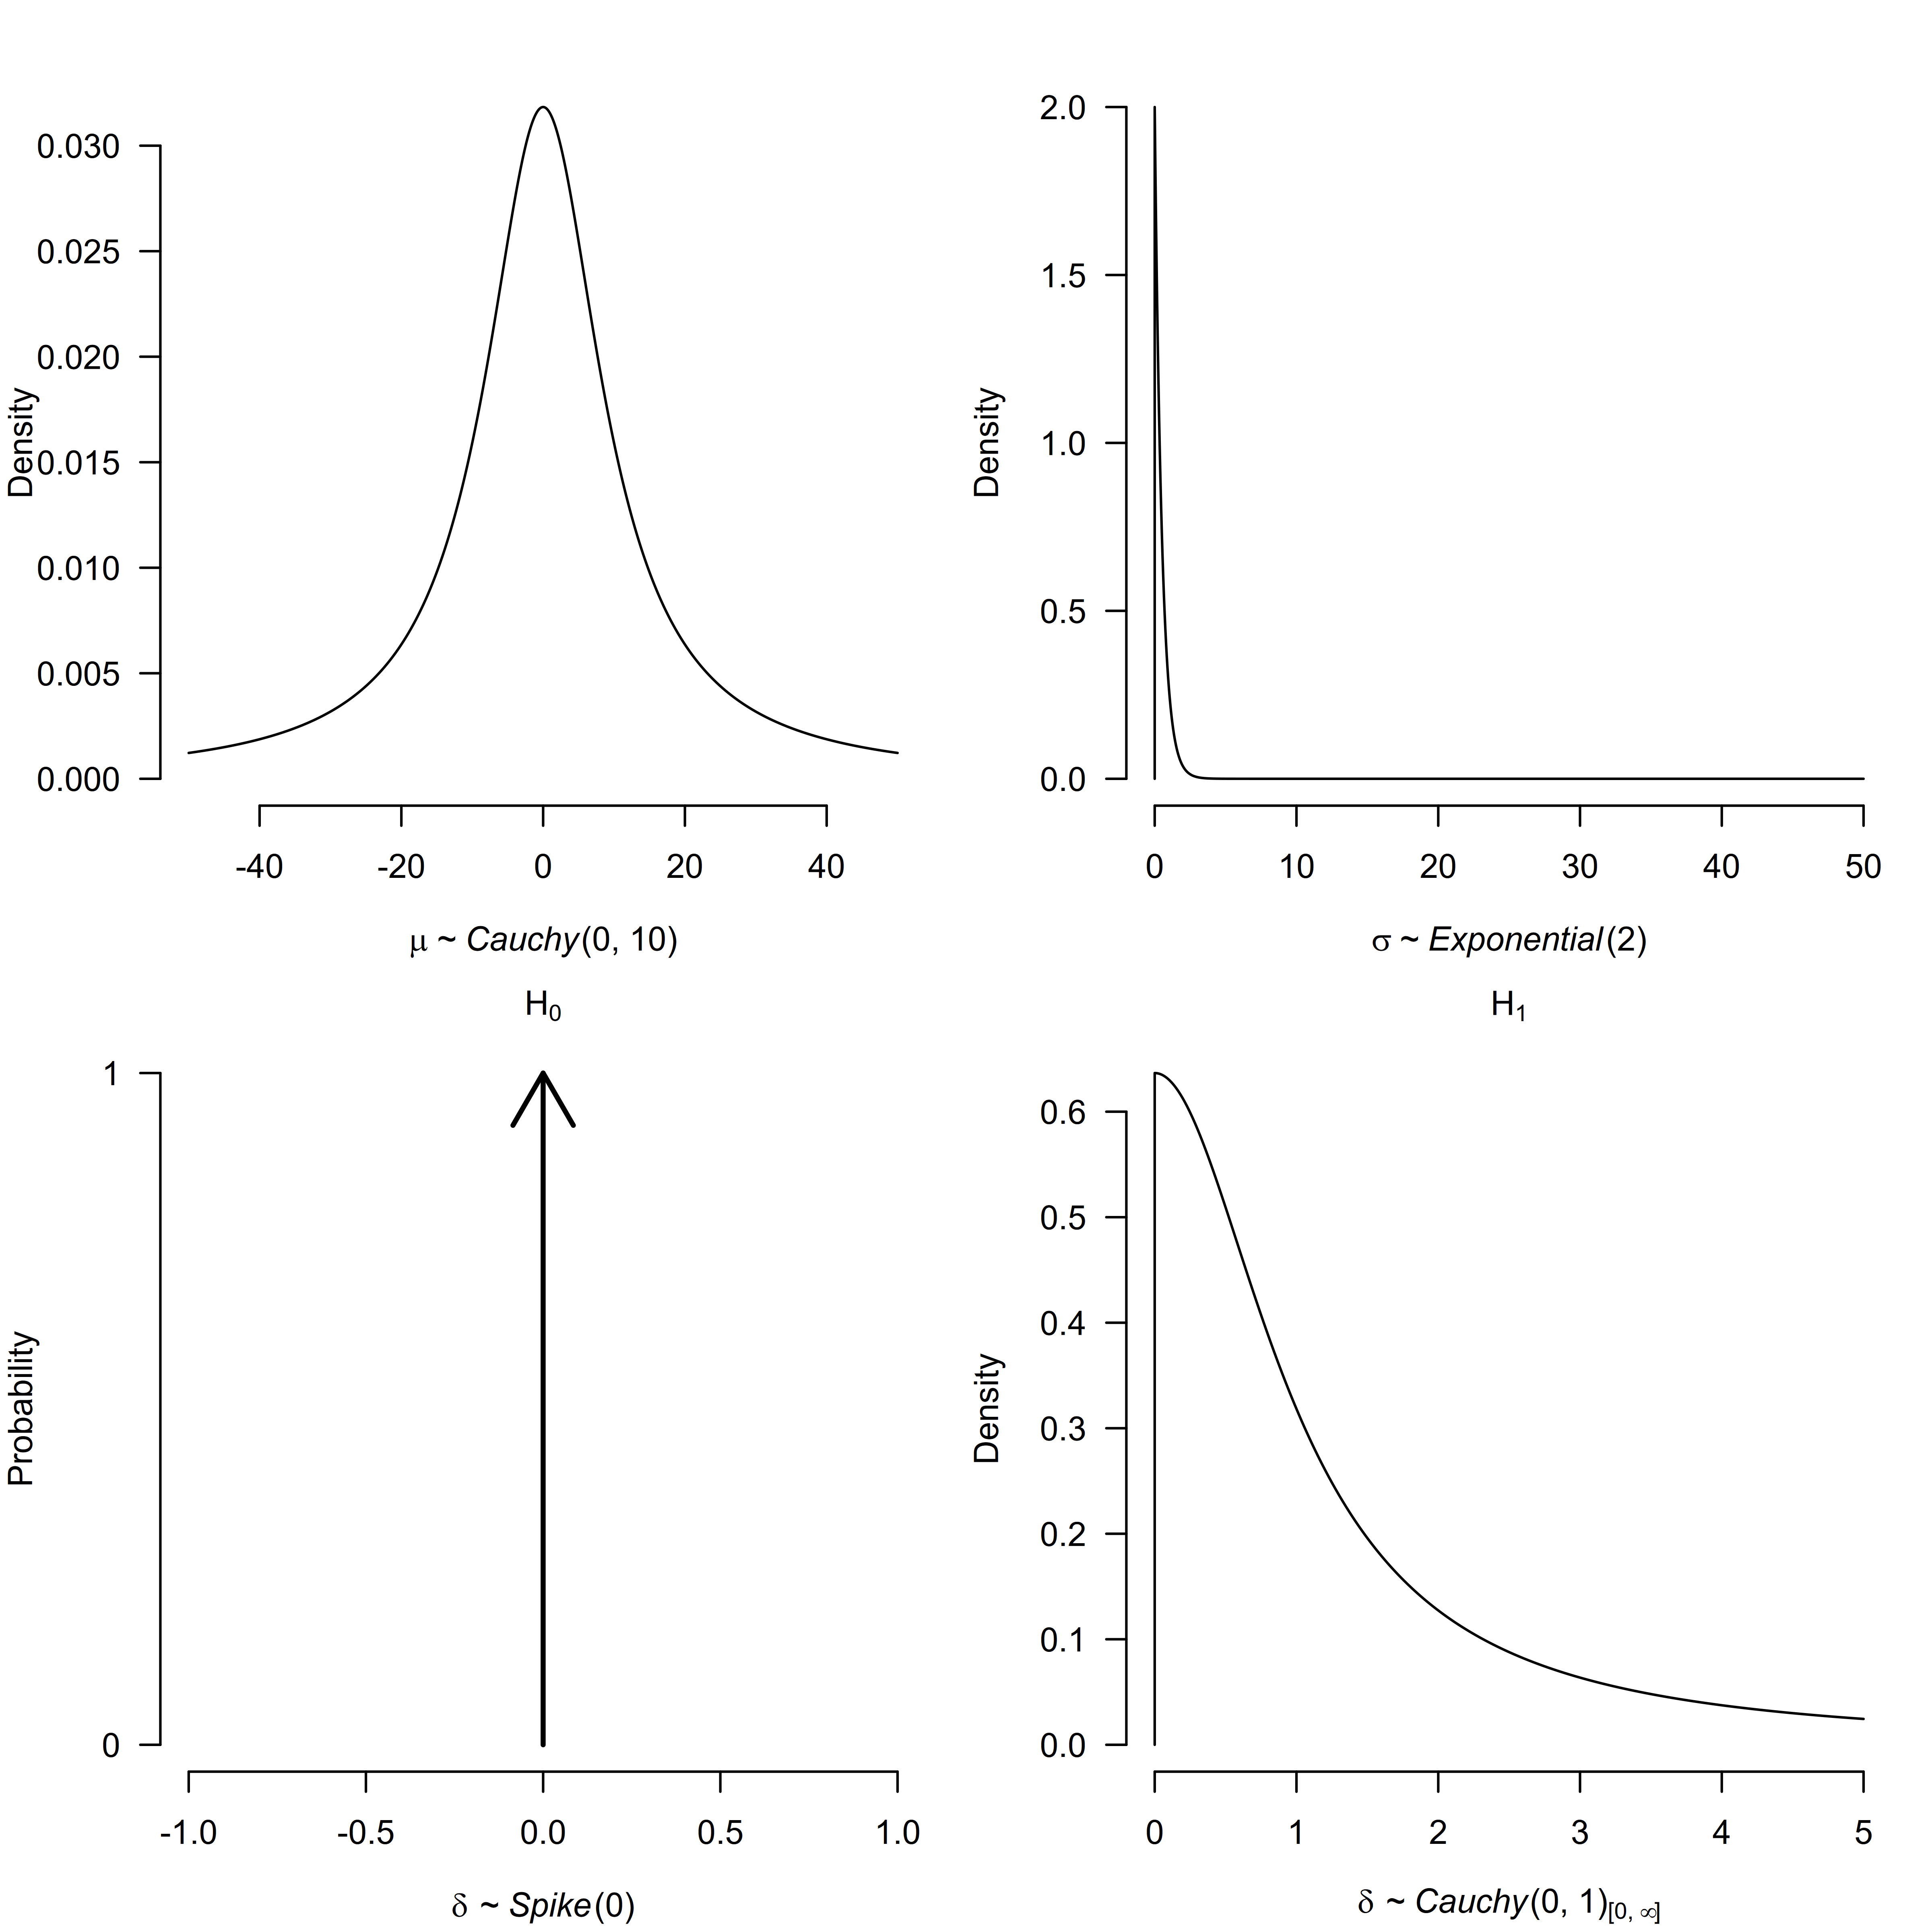 Density
0.030
0.025
0.020
0.015
0.010
0.005
0.000
-40 -20 0 20 40
μ ~ Cauchy(0, 10)
Density
2.0
1.5
1.0
0.5
0.0
0 10 20 30 40 50
σ ~ Exponential(2)
H0
Probability
1
0
-1.0 -0.5 0.0 0.5 1.0
δ ~ Spike(0)
H1
Density
0.6
0.5
0.4
0.3
0.2
0.1
0.0
0 1 2 3 4 5
δ ~ Cauchy(0, 1)[0, ∞]